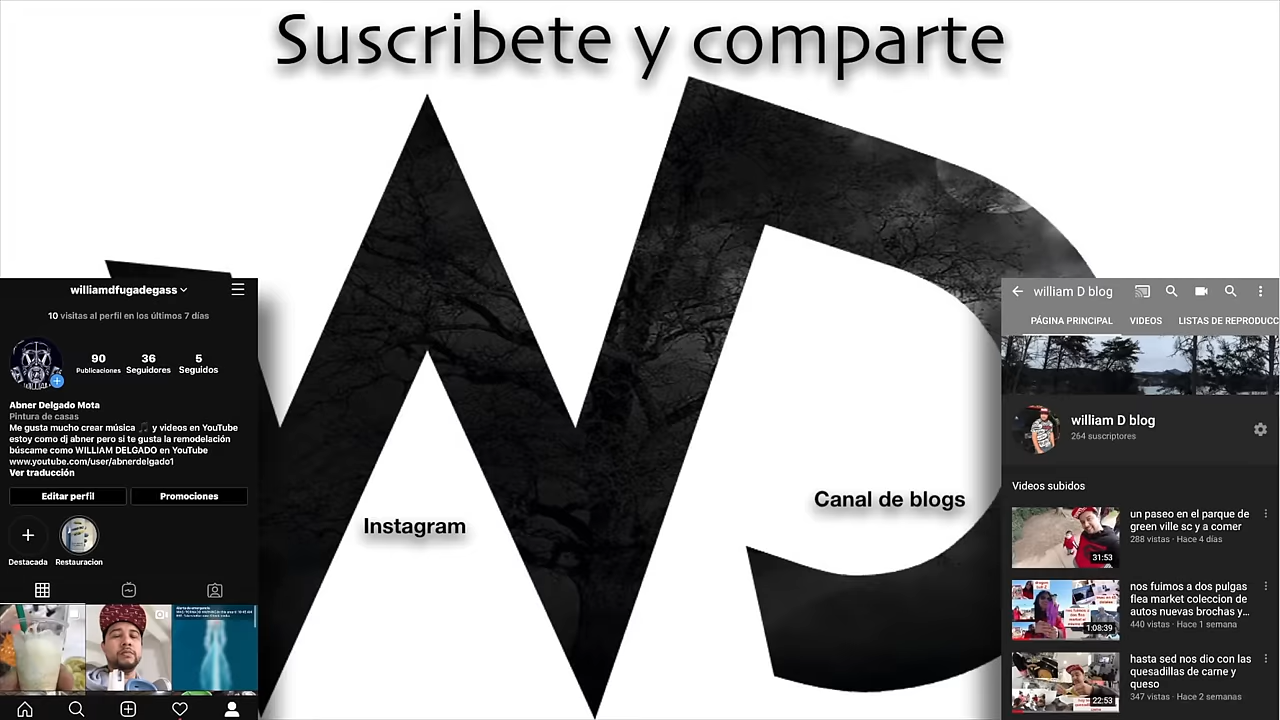 Suscribete y comparte
williamdfugadegass
10 visitas al perfil en los últimos 7 días
90 36 5
Publicaciones Seguidores Seguidos
Abner Delgado Mota
Pintura de casas
Me gusta mucho crear música 🎵 y videos en YouTube
estoy como dj abner pero si te gusta la remodelación
búscame como WILLIAM DELGADO en YouTube
www.youtube.com/user/abnerdelgado1
Ver traducción
Editar perfil Promociones
Destacada Restauracion
Instagram
Canal de blogs
william D blog
PÁGINA PRINCIPAL VIDEOS LISTAS DE REPRODUCC
william D blog
264 suscriptores
Videos subidos
un paseo en el parque de
green ville sc y a comer
288 vistas · Hace 4 días
31:53
nos fuimos a dos pulgas
flea market coleccion de
autos nuevas brochas y...
440 vistas · Hace 1 semana
1:08:39
hasta sed nos dio con las
quesadillas de carne y
queso
347 vistas · Hace 2 semanas
22:53